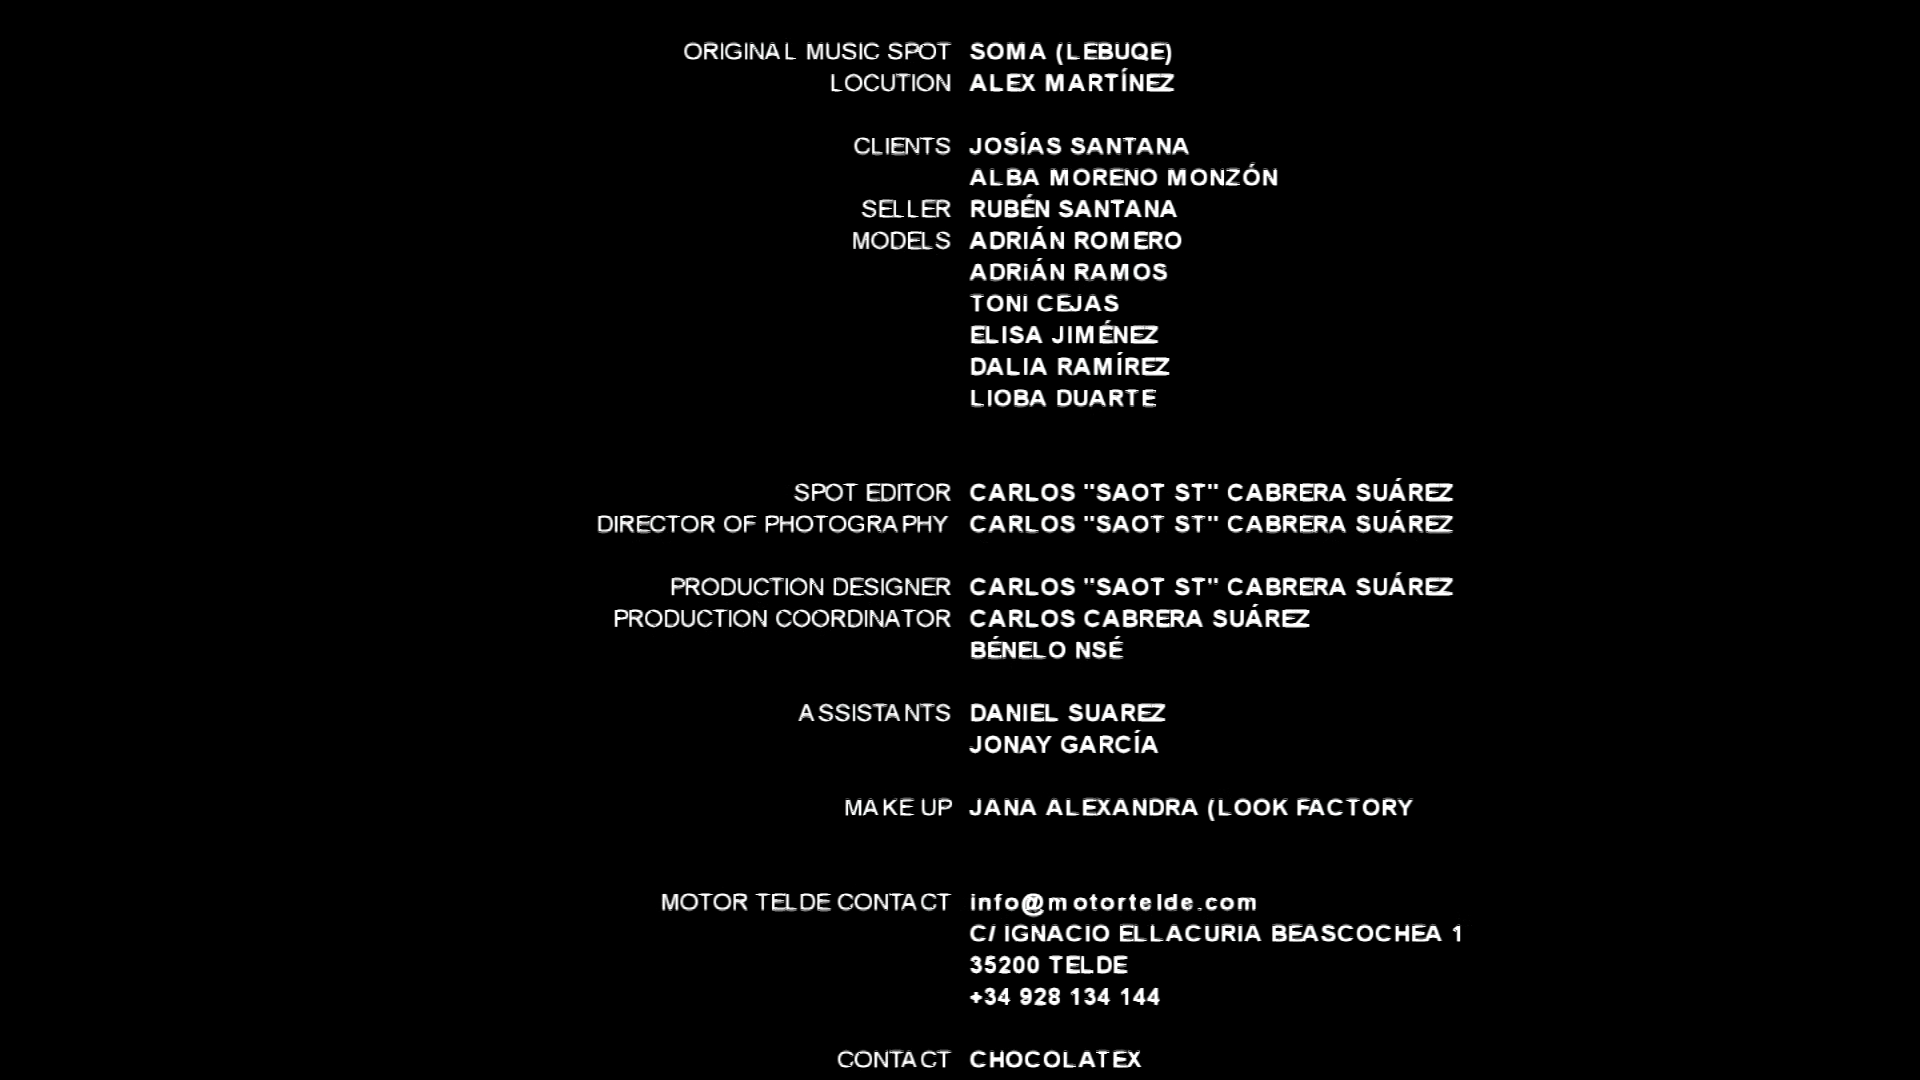 ORIGINAL MUSIC SPOT SOMA (LEBUQE)
LOCUTION ALEX MARTÍNEZ
CLIENTS JOSÍAS SANTANA
ALBA MORENO MONZÓN
SELLER RUBÉN SANTANA
MODELS ADRIÁN ROMERO
ADRiÁN RAMOS
TONI CEJAS
ELISA JIMÉNEZ
DALIA RAMÍREZ
LIOBA DUARTE
SPOT EDITOR CARLOS "SAOT ST" CABRERA SUÁREZ
DIRECTOR OF PHOTOGRAPHY CARLOS "SAOT ST" CABRERA SUÁREZ
PRODUCTION DESIGNER CARLOS "SAOT ST" CABRERA SUÁREZ
PRODUCTION COORDINATOR CARLOS CABRERA SUÁREZ
BÉNELO NSÉ
ASSISTANTS DANIEL SUAREZ
JONAY GARCÍA
MAKE UP JANA ALEXANDRA (LOOK FACTORY
MOTOR TELDE CONTACT info@motortelde.com
C/ IGNACIO ELLACURIA BEASCOCHEA 1
35200 TELDE
+34 928 134 144
CONTACT CHOCOLATEX